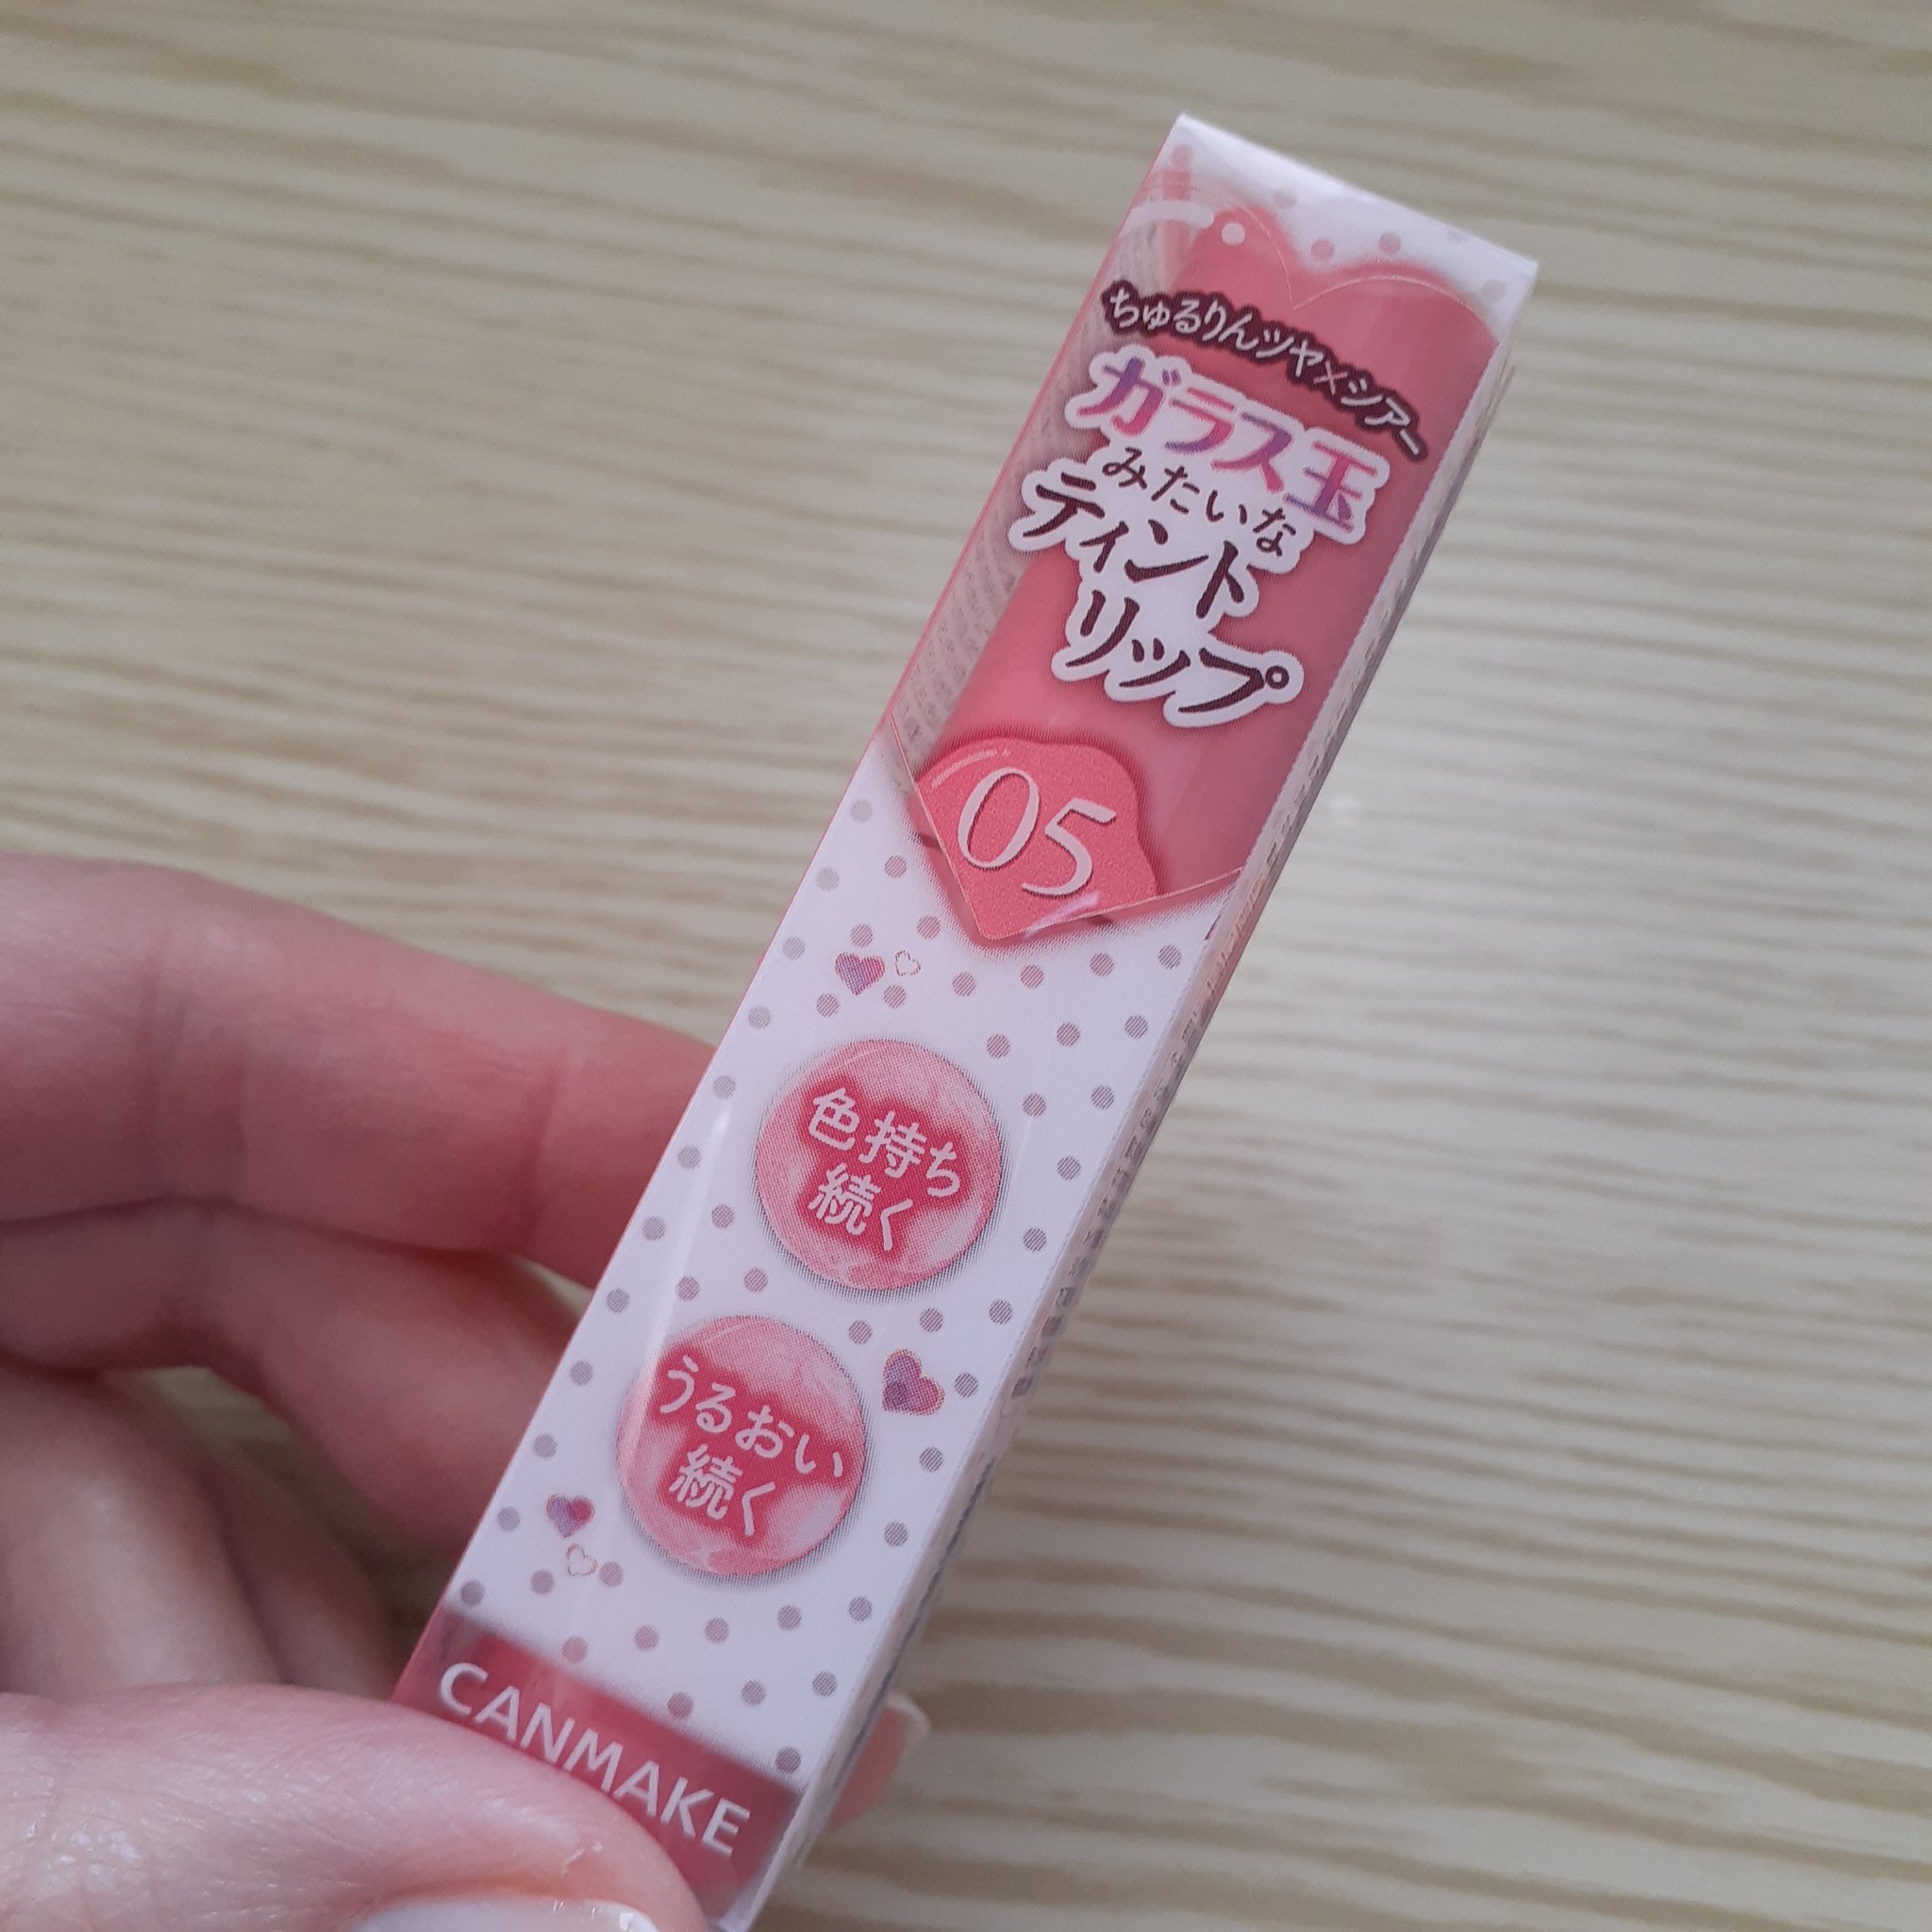 ちゅるりんツヤ×シアー
ガラス玉
みたいな
ティント
リップ
05
色持ち
続く
うるおい
続く
CANMAKE